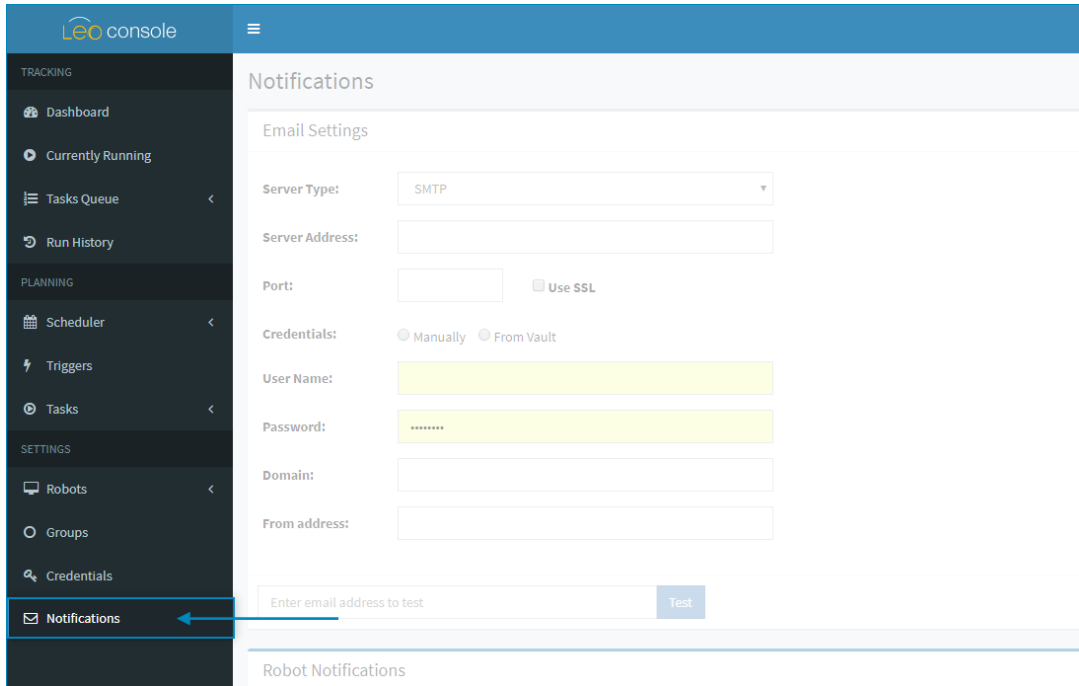 Leo console
TRACKING
Dashboard
Currently Running
Tasks Queue
Run History
PLANNING
Scheduler
Triggers
Tasks
SETTINGS
Robots
Groups
Credentials
Notifications
Notifications
Email Settings
Server Type: SMTP
Server Address:
Port: Use SSL
Credentials: Manually From Vault
User Name:
Password: ••••••••
Domain:
From address:
Enter email address to test Test
Robot Notifications